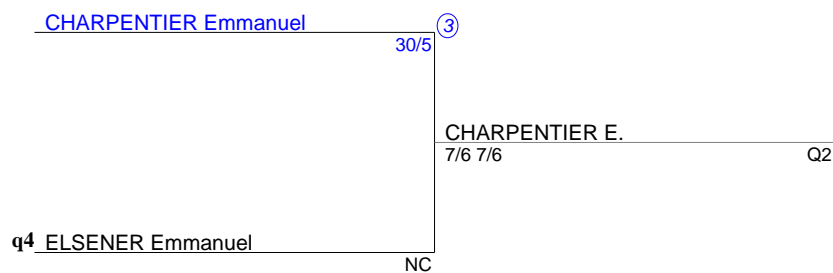 CHARPENTIER Emmanuel
3
30/5
CHARPENTIER E.
7/6 7/6 Q2
q4 ELSENER Emmanuel
NC